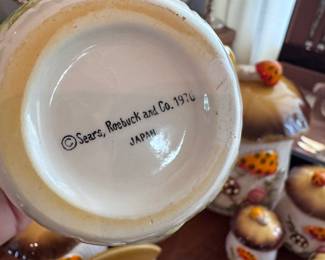 ©Sears, Roebuck and Co. 1976
JAPAN